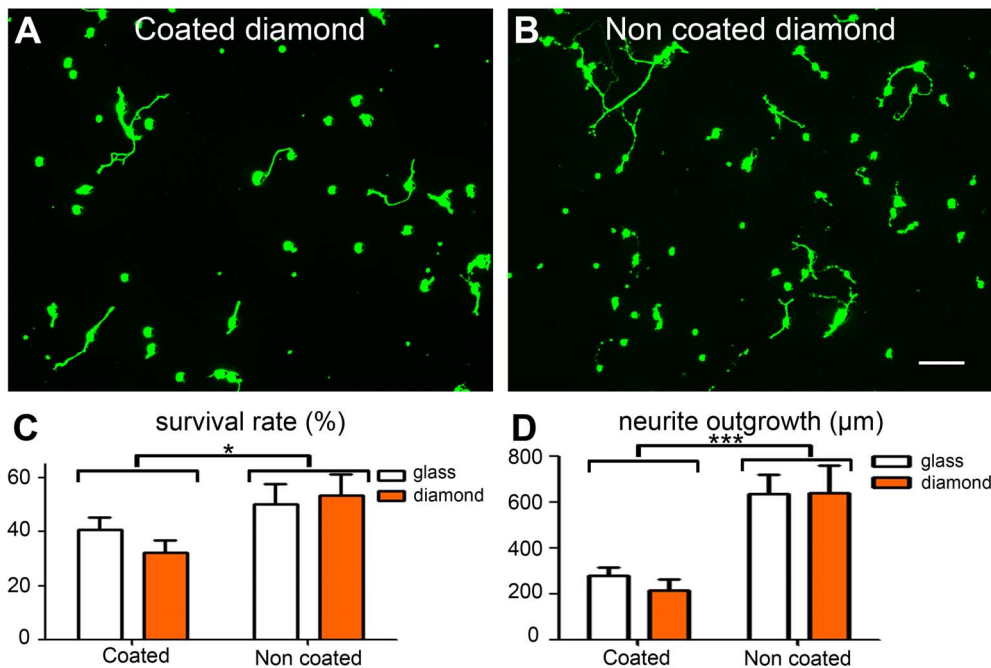 A Coated diamond
B Non coated diamond
C survival rate (%)
*
60
40
20
0
glass
diamond
Coated
Non coated
D neurite outgrowth (µm)
***
800
600
400
200
0
glass
diamond
Coated
Non coated